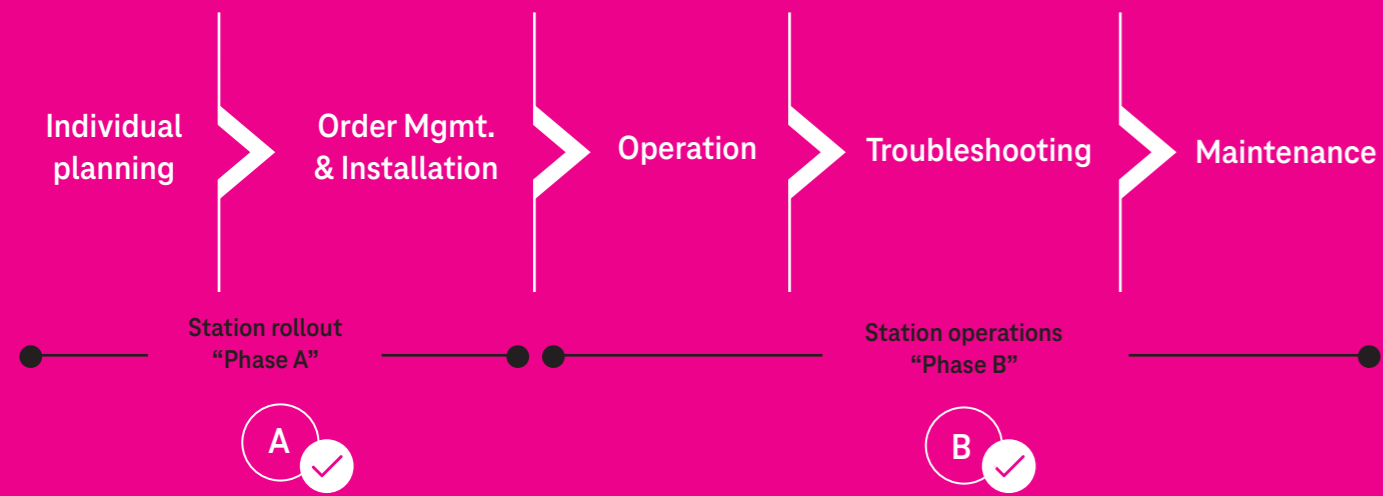 Individual
planning
Order Mgmt.
& Installation
Operation
Troubleshooting
Maintenance
Station rollout
“Phase A”
Station operations
“Phase B”
A
B